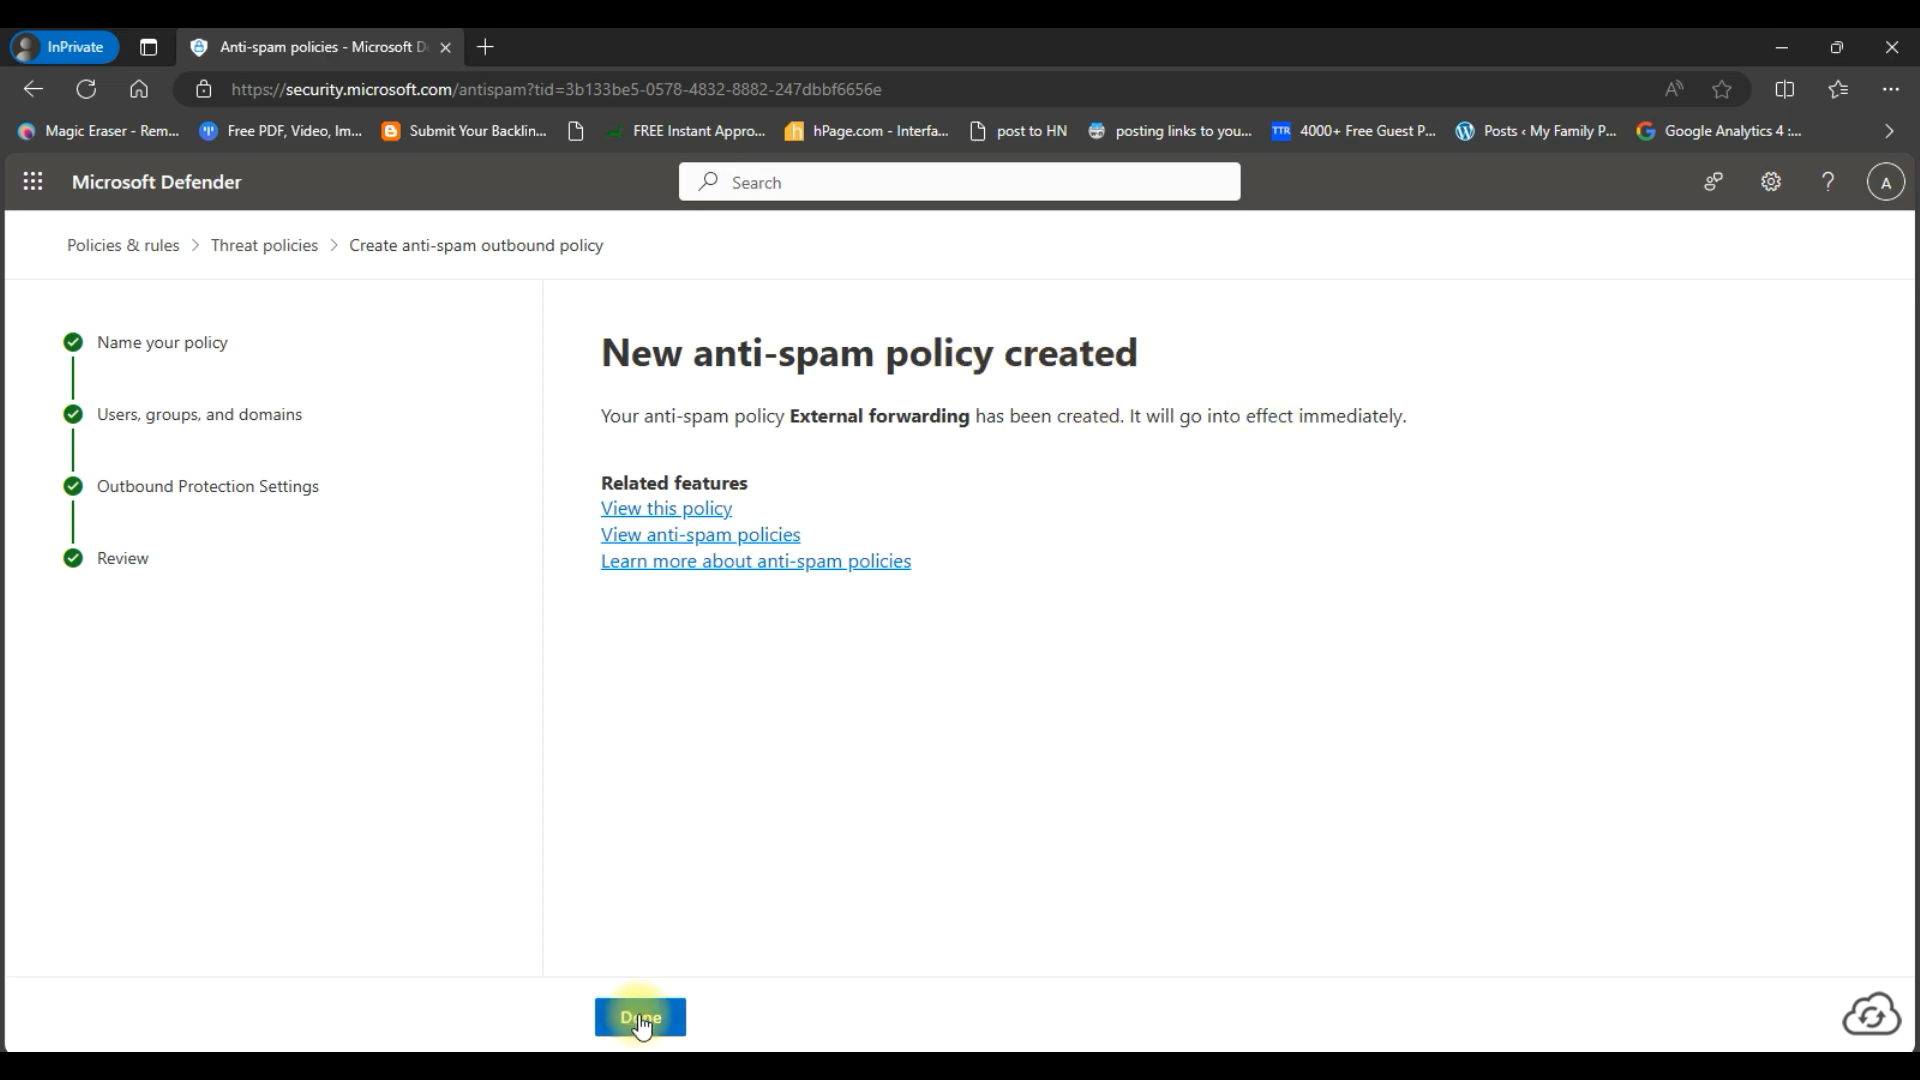 InPrivate
Anti-spam policies - Microsoft D
https://security.microsoft.com/antispam?tid=3b133be5-0578-4832-8882-247dbbf6656e
Magic Eraser - Rem...
Free PDF, Video, Im...
Submit Your Backlin...
FREE Instant Appro...
hPage.com - Interfa...
post to HN
posting links to you...
TTR 4000+ Free Guest P...
Posts ‹ My Family P...
Google Analytics 4 :...
Microsoft Defender
Search
A
Policies & rules > Threat policies > Create anti-spam outbound policy
Name your policy
Users, groups, and domains
Outbound Protection Settings
Review
New anti-spam policy created
Your anti-spam policy External forwarding has been created. It will go into effect immediately.
Related features
View this policy
View anti-spam policies
Learn more about anti-spam policies
Done